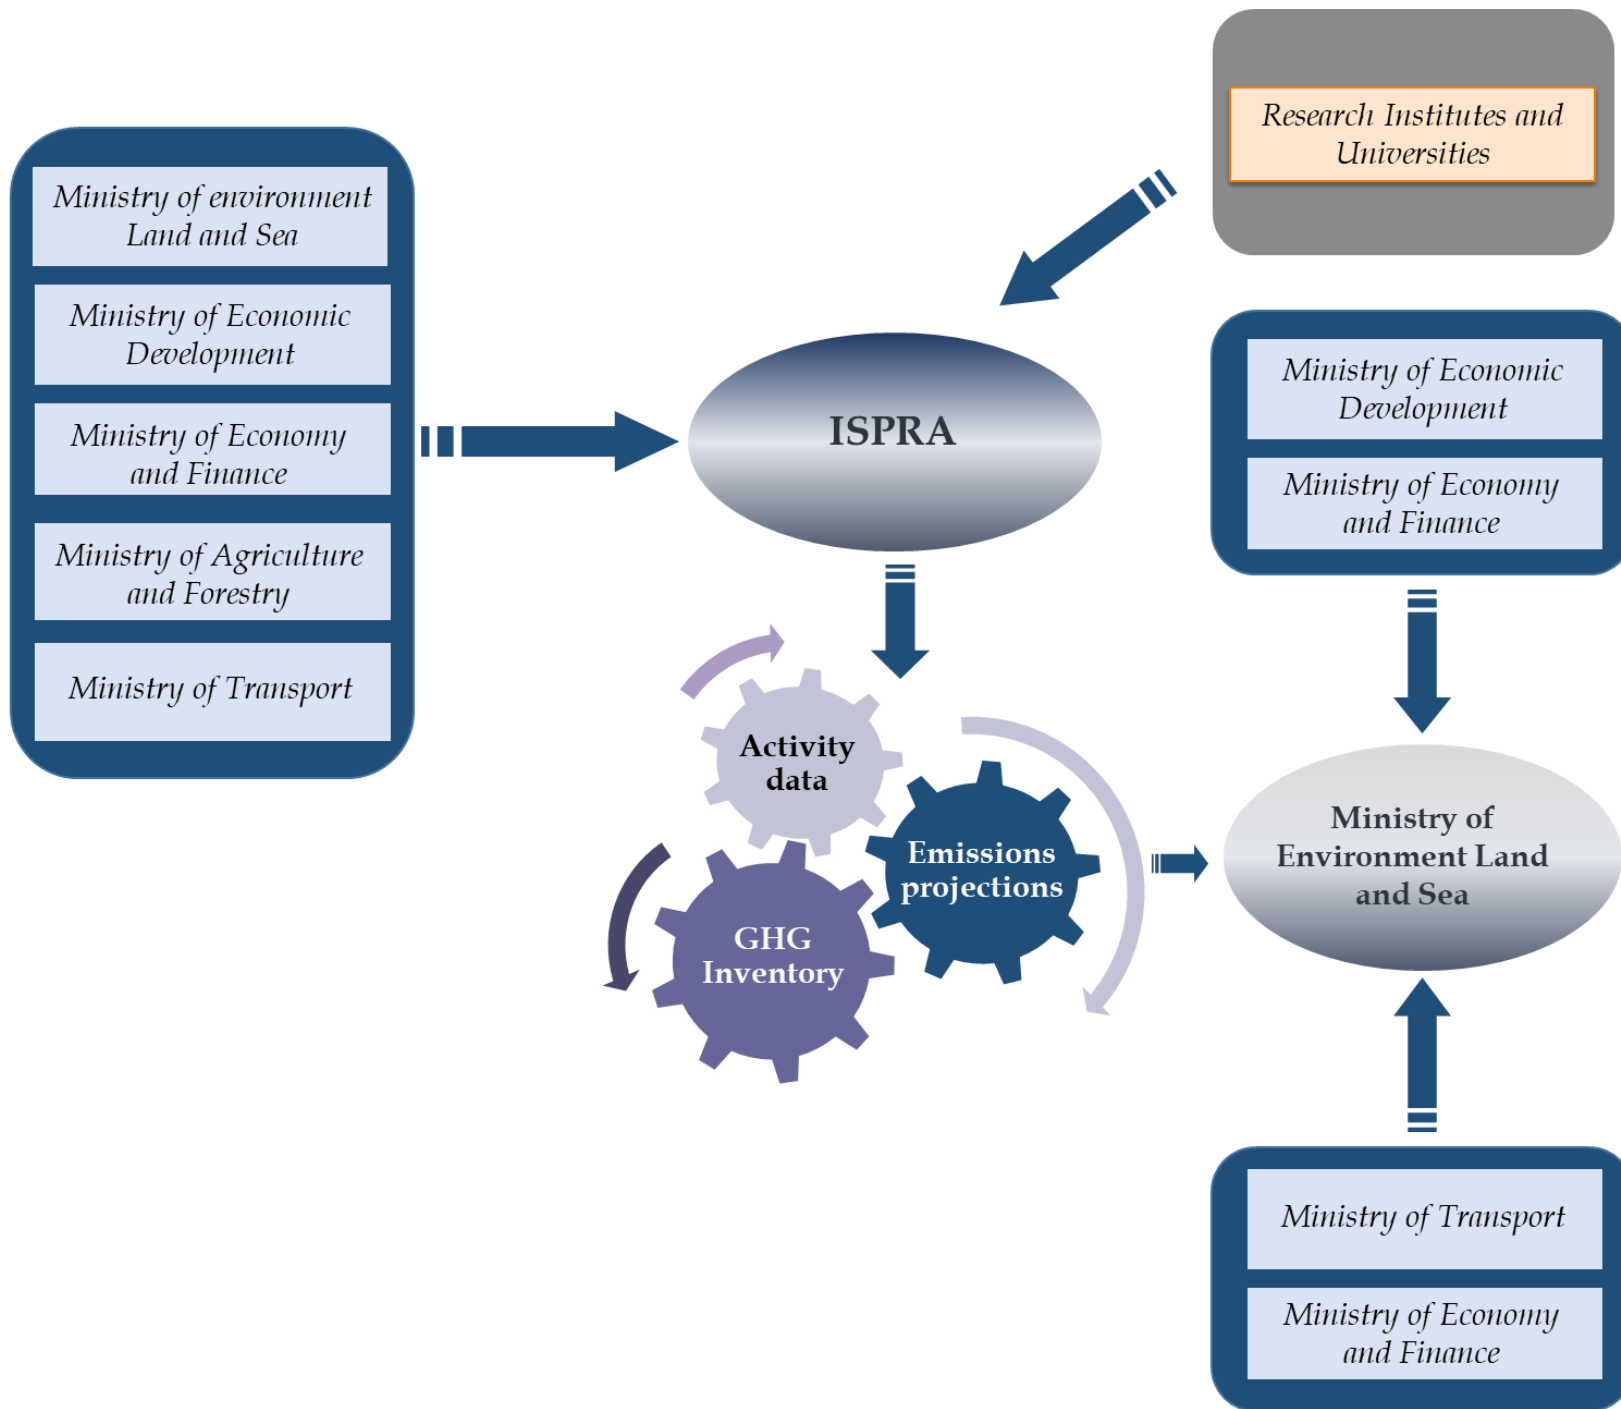 Research Institutes and
Universities
Ministry of environment
Land and Sea
Ministry of Economic
Development
Ministry of Economy
and Finance
Ministry of Agriculture
and Forestry
Ministry of Transport
ISPRA
Ministry of Economic
Development
Ministry of Economy
and Finance
Activity
data
Emissions
projections
GHG
Inventory
Ministry of
Environment Land
and Sea
Ministry of Transport
Ministry of Economy
and Finance